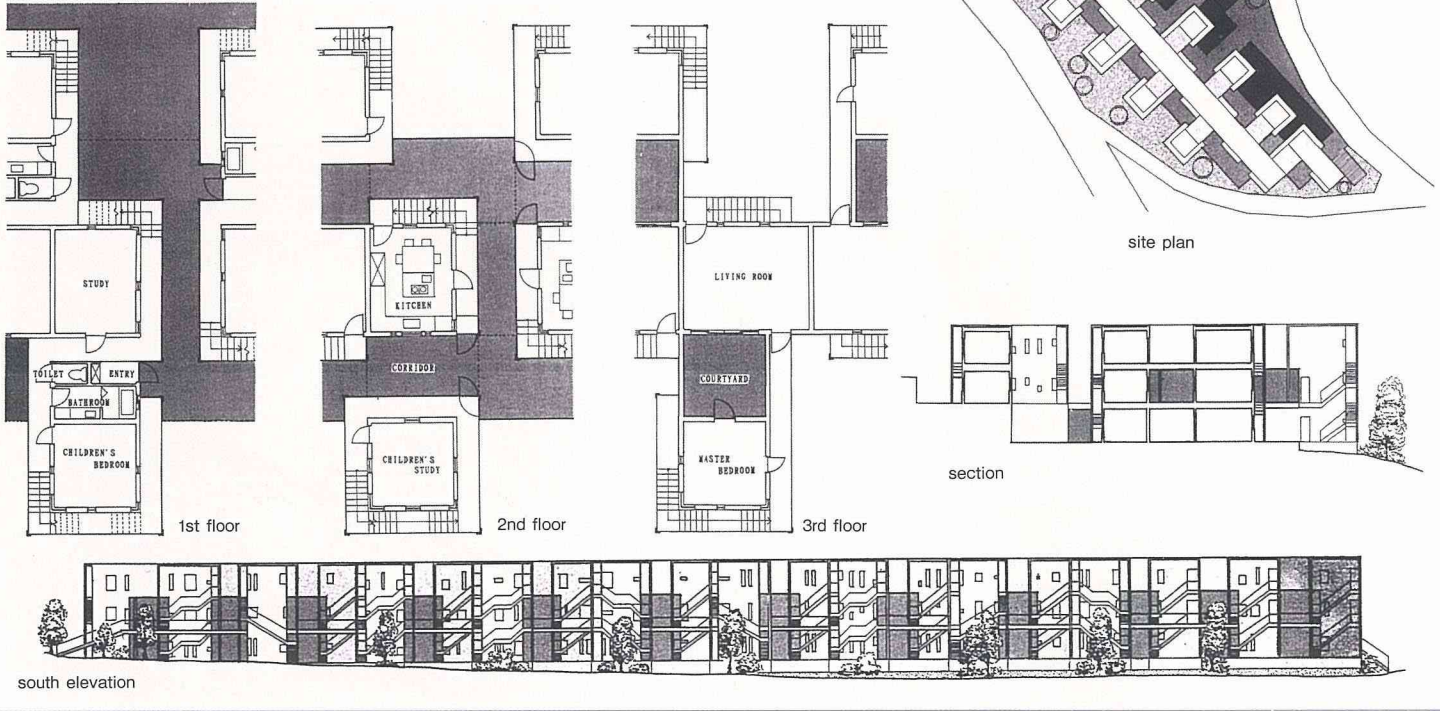 STUDY
TOILET
ENTRY
BATHROOM
CHILDREN'S
BEDROOM
1st floor
KITCHEN
CORRIDOR
CHILDREN'S
STUDY
2nd floor
LIVING ROOM
COURTYARD
MASTER
BEDROOM
3rd floor
site plan
section
south elevation